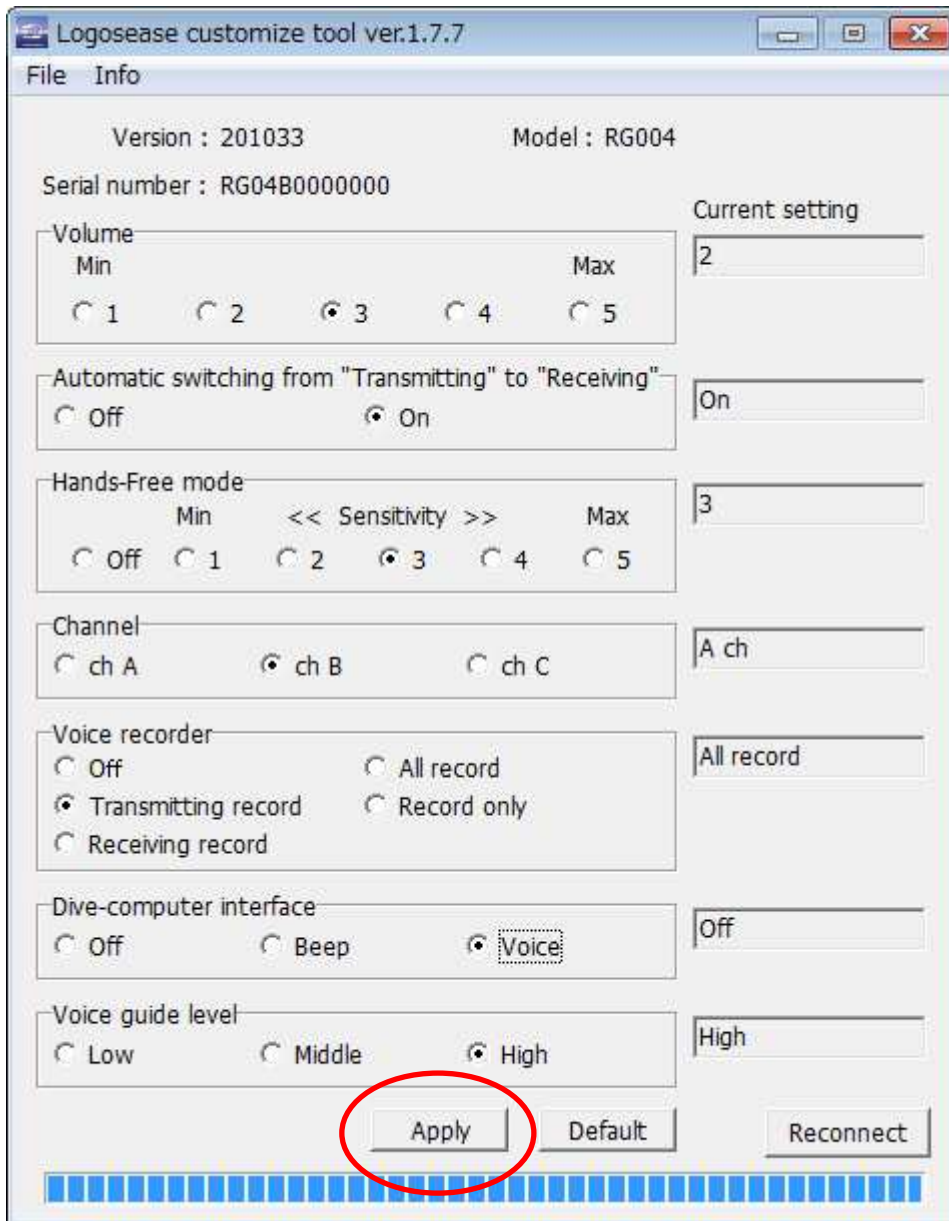 Logosease customize tool ver.1.7.7
File Info
Version : 201033 Model : RG004
Serial number : RG04B0000000
Current setting
Volume
Min Max
1 2 3 4 5
2
Automatic switching from "Transmitting" to "Receiving"
Off On
On
Hands-Free mode
Min << Sensitivity >> Max
Off 1 2 3 4 5
3
Channel
ch A ch B ch C
A ch
Voice recorder
Off All record
Transmitting record Record only
Receiving record
All record
Dive-computer interface
Off Beep Voice
Off
Voice guide level
Low Middle High
High
Apply Default Reconnect